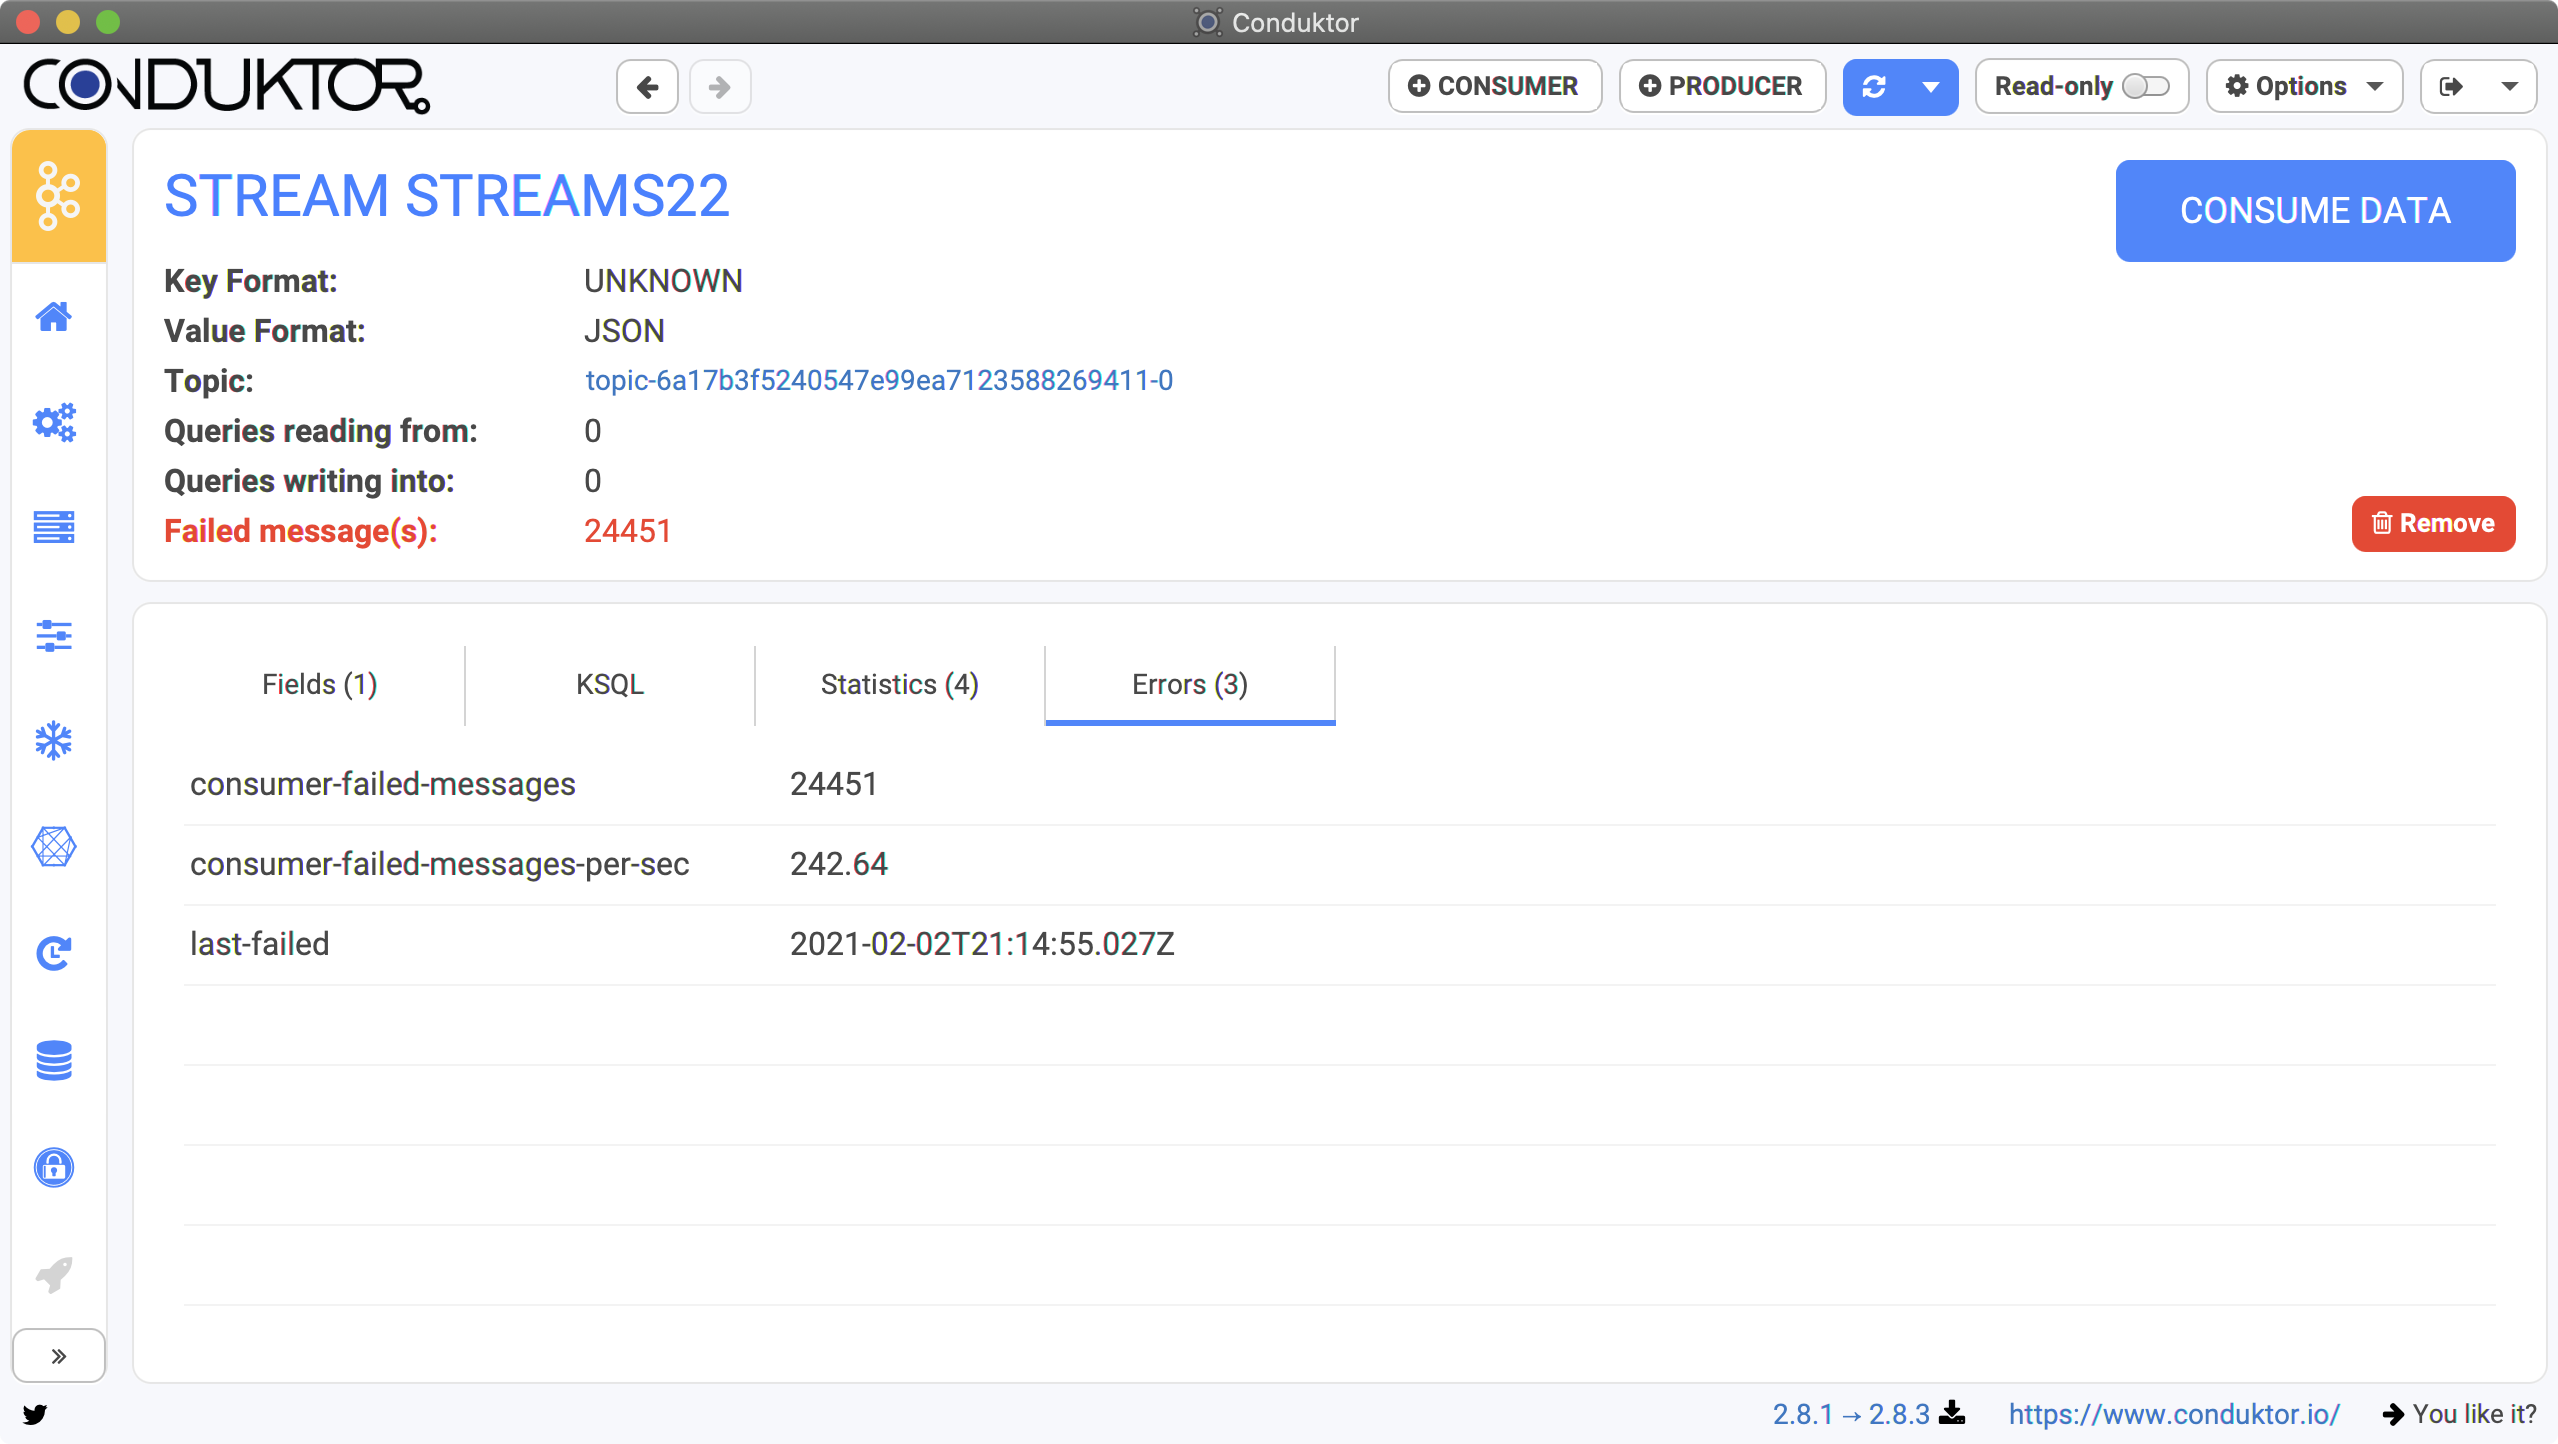 Conduktor
CONDUKTOR
CONSUMER
PRODUCER
Read-only
Options
STREAM STREAMS22
CONSUME DATA
Key Format: UNKNOWN
Value Format: JSON
Topic: topic-6a17b3f5240547e99ea7123588269411-0
Queries reading from: 0
Queries writing into: 0
Failed message(s): 24451
Remove
Fields (1) KSQL Statistics (4) Errors (3)
consumer-failed-messages 24451
consumer-failed-messages-per-sec 242.64
last-failed 2021-02-02T21:14:55.027Z
2.8.1 → 2.8.3 https://www.conduktor.io/ You like it?